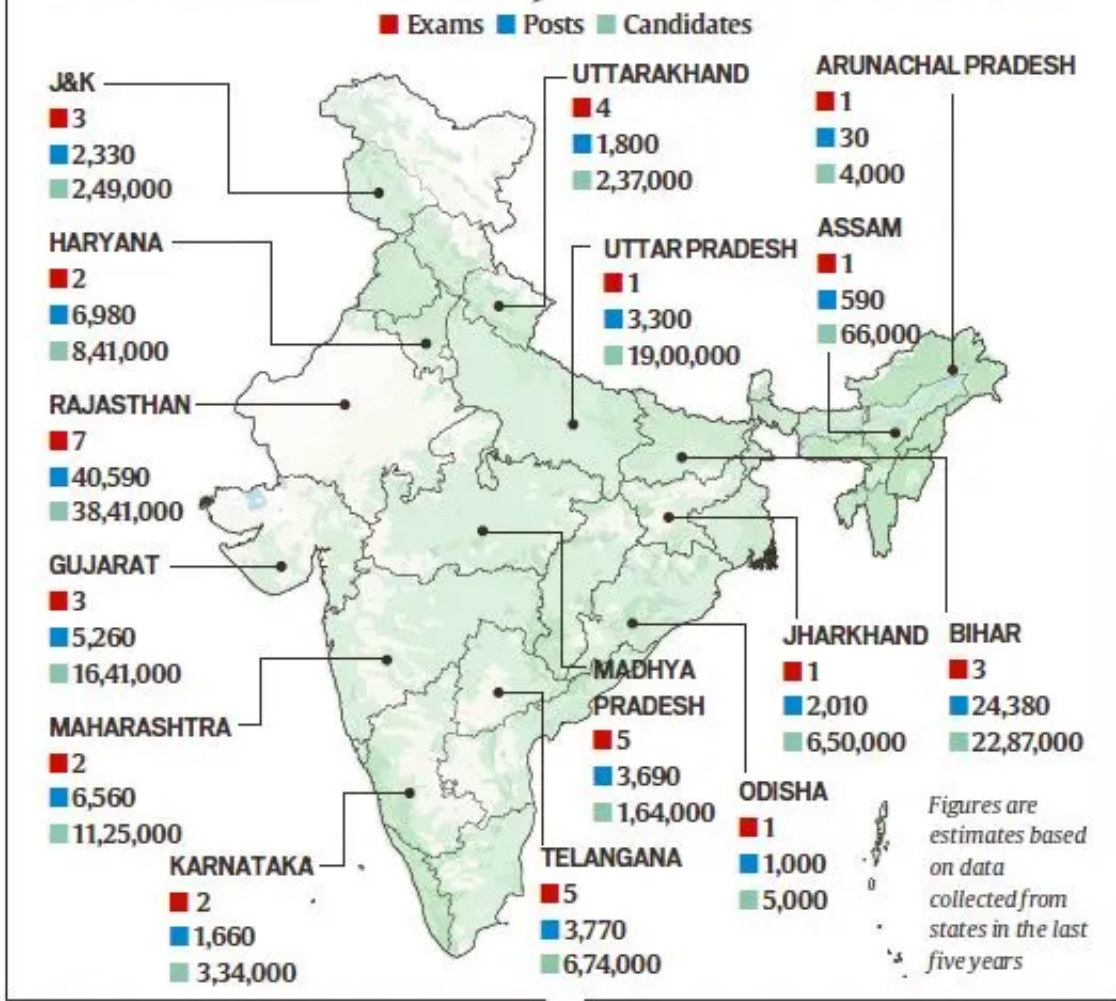 Exams Posts Candidates
J&K
3
2,330
2,49,000
HARYANA
2
6,980
8,41,000
RAJASTHAN
7
40,590
38,41,000
GUJARAT
3
5,260
16,41,000
MAHARASHTRA
2
6,560
11,25,000
KARNATAKA
2
1,660
3,34,000
UTTARAKHAND
4
1,800
2,37,000
UTTAR PRADESH
1
3,300
19,00,000
ARUNACHAL PRADESH
1
30
4,000
ASSAM
1
590
66,000
MADHYA
PRADESH
5
3,690
1,64,000
TELANGANA
5
3,770
6,74,000
ODISHA
1
1,000
5,000
JHARKHAND
1
2,010
6,50,000
BIHAR
3
24,380
22,87,000
Figures are
estimates based
on data
collected from
states in the last
five years